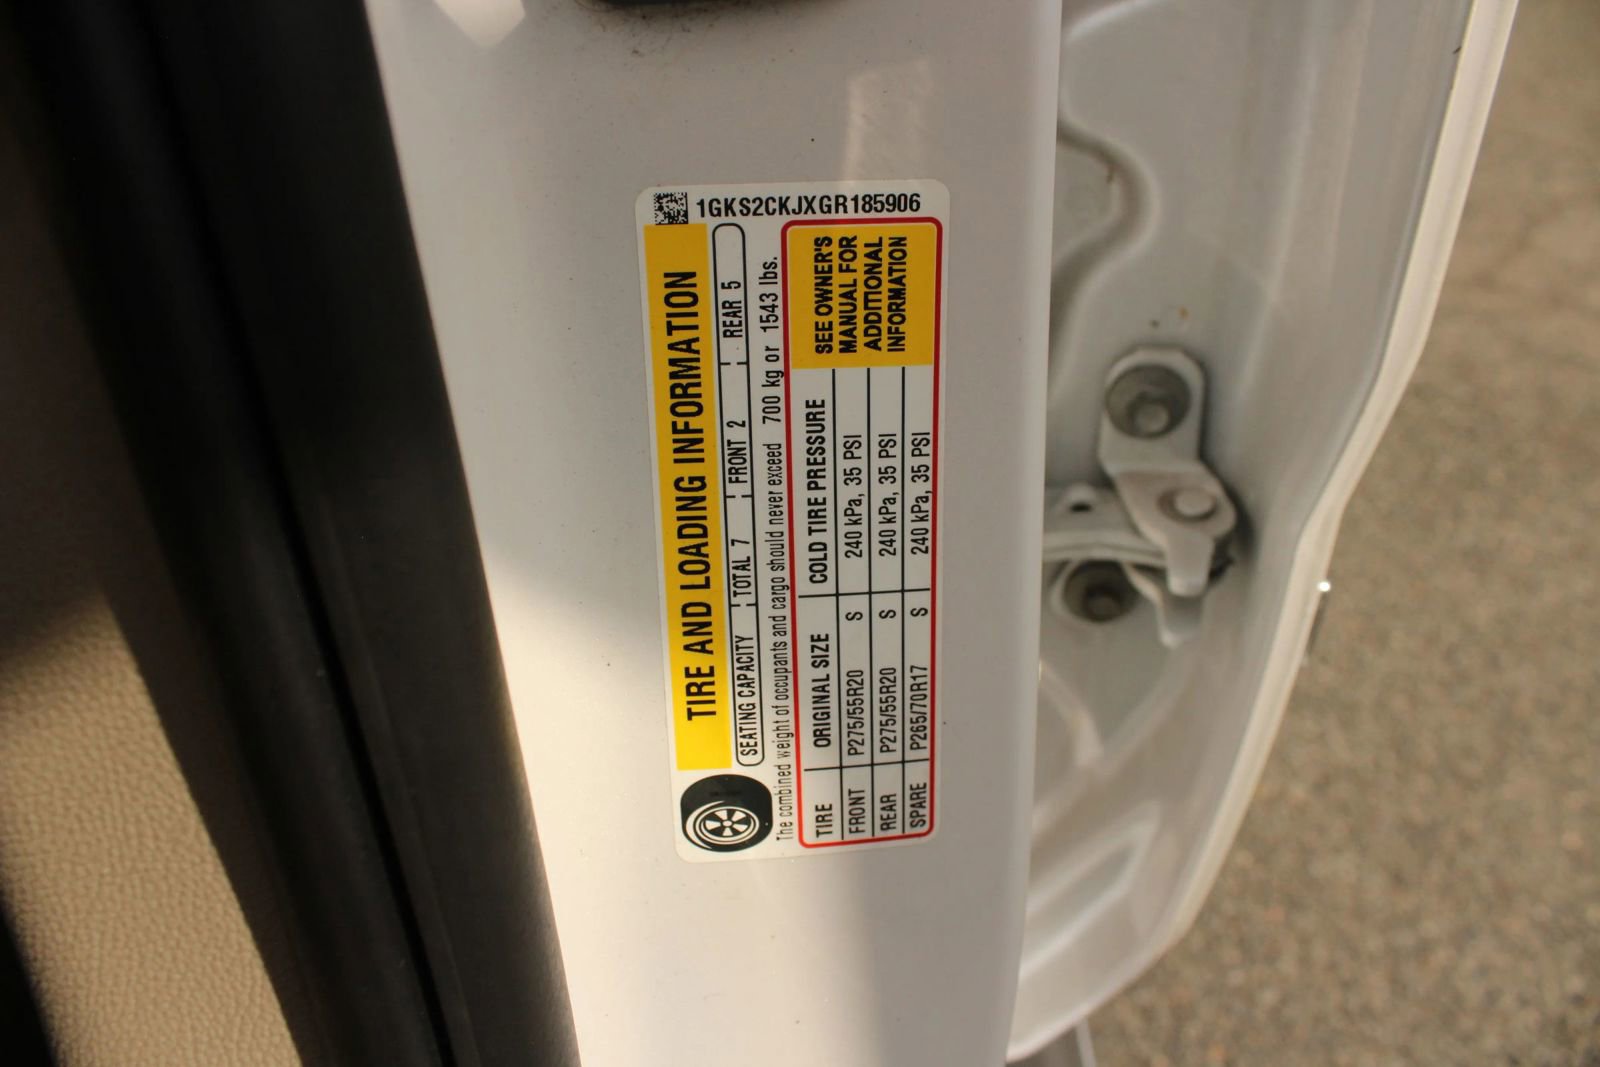 1GKS2CKJXGR185906
TIRE AND LOADING INFORMATION
SEATING CAPACITY TOTAL 7 FRONT 2 REAR 5
The combined weight of occupants and cargo should never exceed 700 kg or 1543 lbs.
TIRE ORIGINAL SIZE COLD TIRE PRESSURE
FRONT P275/55R20 S 240 kPa, 35 PSI
REAR P275/55R20 S 240 kPa, 35 PSI
SPARE P265/70R17 S 240 kPa, 35 PSI
SEE OWNER'S
MANUAL FOR
ADDITIONAL
INFORMATION